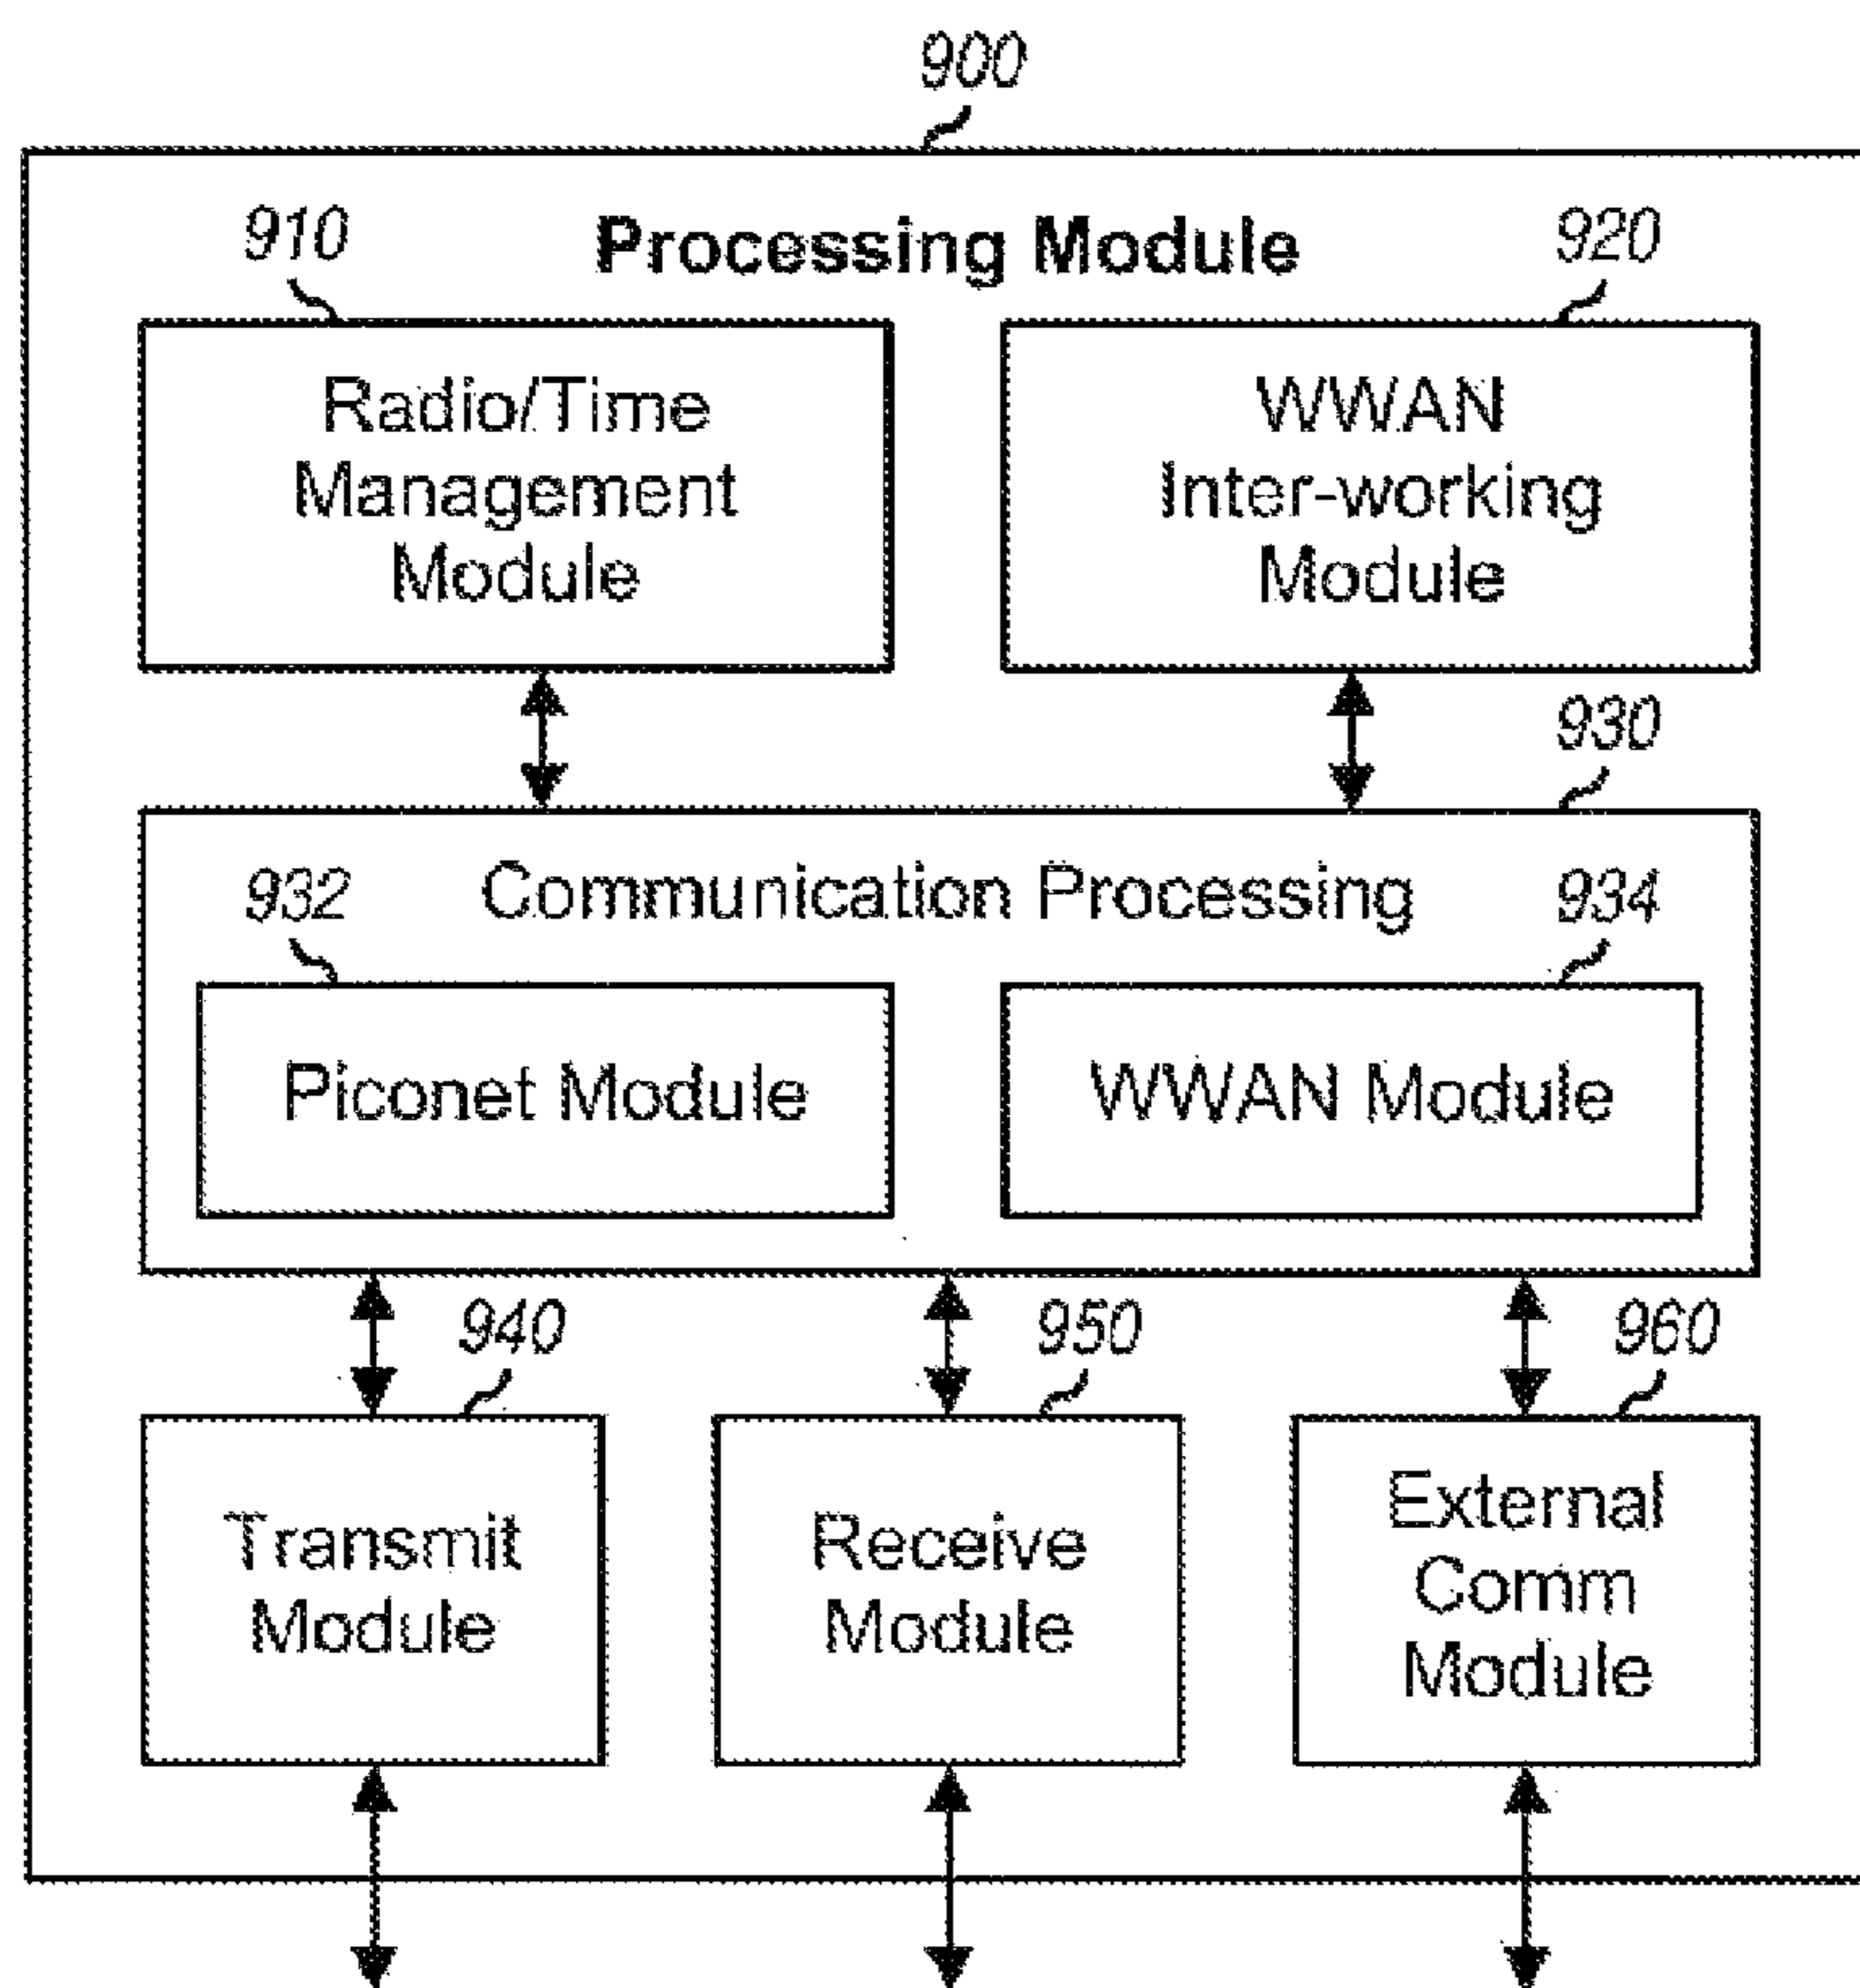 900
910
Processing Module
920
Radio/Time
Management
Module
WWAN
Inter-working
Module
930
932
Communication Processing
934
Piconet Module
WWAN Module
940
950
960
Transmit
Module
Receive
Module
External
Comm
Module